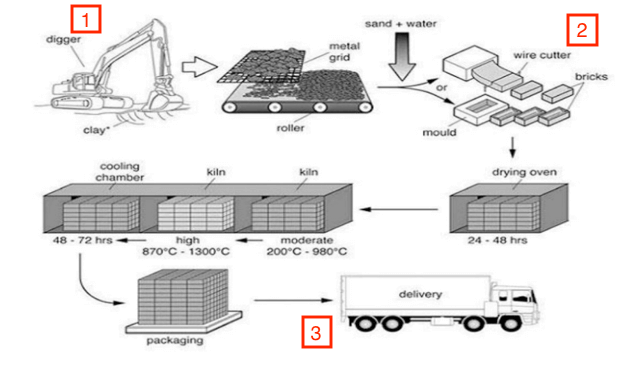 1
digger
clay*
metal
grid
roller
sand + water
or
2
wire cutter
bricks
mould
drying oven
24 - 48 hrs
kiln
moderate
200°C - 980°C
kiln
high
870°C - 1300°C
cooling
chamber
48 - 72 hrs
packaging
3
delivery